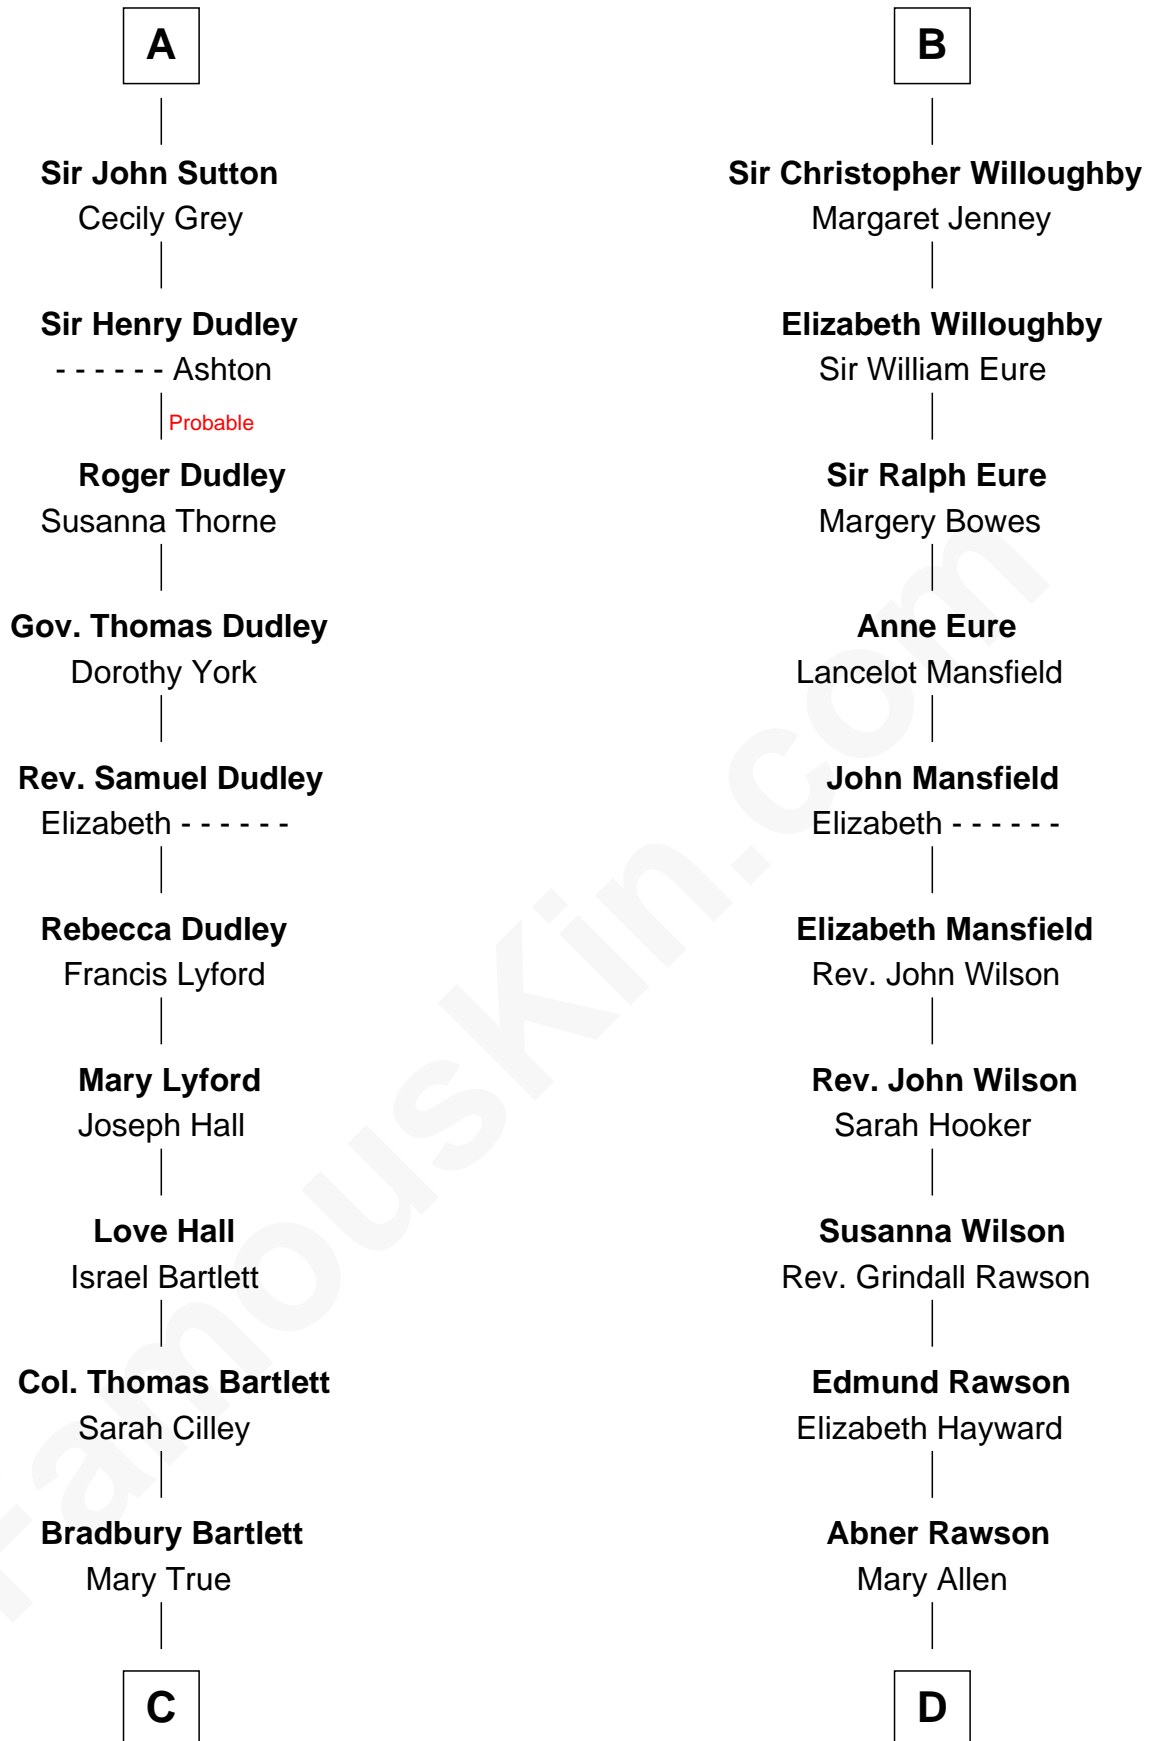 A
Sir John Sutton
Cecily Grey
Sir Henry Dudley
- - - - - - Ashton
Probable
Roger Dudley
Susanna Thorne
Gov. Thomas Dudley
Dorothy York
Rev. Samuel Dudley
Elizabeth - - - - - -
Rebecca Dudley
Francis Lyford
Mary Lyford
Joseph Hall
Love Hall
Israel Bartlett
Col. Thomas Bartlett
Sarah Cilley
Bradbury Bartlett
Mary True
C
B
Sir Christopher Willoughby
Margaret Jenney
Elizabeth Willoughby
Sir William Eure
Sir Ralph Eure
Margery Bowes
Anne Eure
Lancelot Mansfield
John Mansfield
Elizabeth - - - - - -
Elizabeth Mansfield
Rev. John Wilson
Rev. John Wilson
Sarah Hooker
Susanna Wilson
Rev. Grindall Rawson
Edmund Rawson
Elizabeth Hayward
Abner Rawson
Mary Allen
D
FamousKin.com